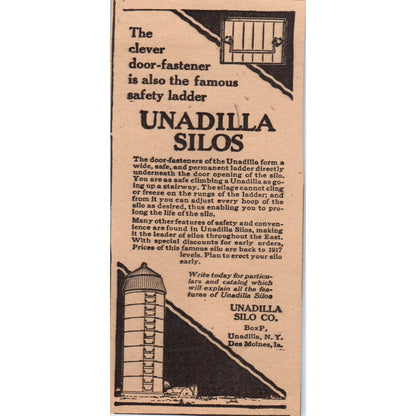 The
clever
door-fastener
is also the famous
safety ladder
UNADILLA
SILOS
The door-fasteners of the Unadilla form a
wide, safe, and permanent ladder directly
underneath the door opening of the silo.
You are as safe climbing a Unadilla as go-
ing up a stairway. The silage cannot cling
or freeze on the rungs of the ladder; and
from it you can adjust every hoop of the
silo as desired, thus enabling you to pro-
long the life of the silo.
Many other features of safety and conven-
ience are found in Unadilla Silos, making
it the leader of silos throughout the East.
With special discounts for early orders,
Prices of this famous silo are back to 1917
levels. Plan to erect your silo
early.
Write today for particu-
lars and catalog which
will explain all the fea-
tures of Unadilla Silos
UNADILLA
SILO CO.
Box P,
Unadilla, N. Y.
Des Moines, Ia.